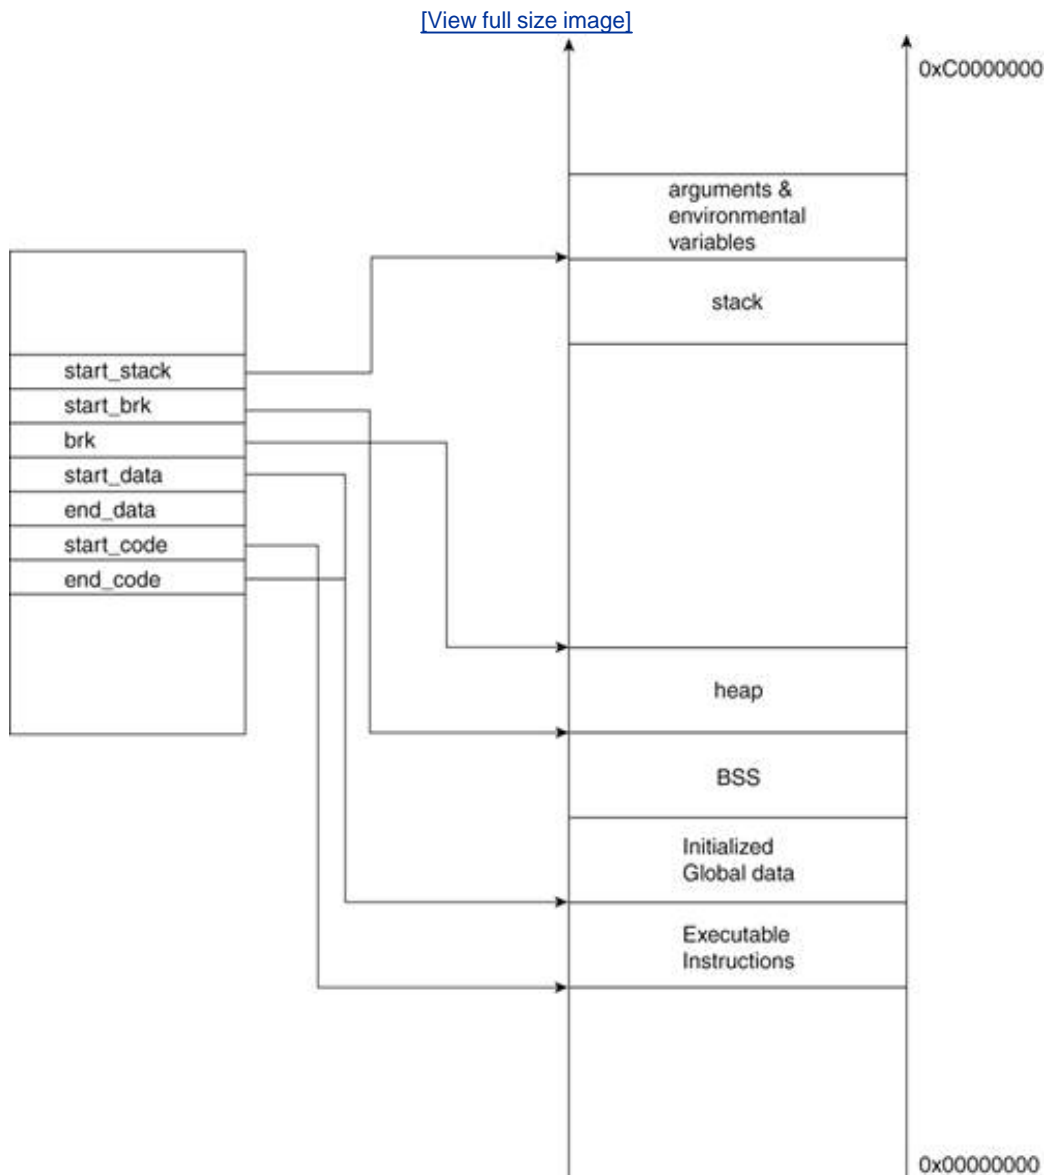 [View full size image]
0xC0000000
arguments &
environmental
variables
stack
start_stack
start_brk
brk
start_data
end_data
start_code
end_code
heap
BSS
Initialized
Global data
Executable
Instructions
0x00000000